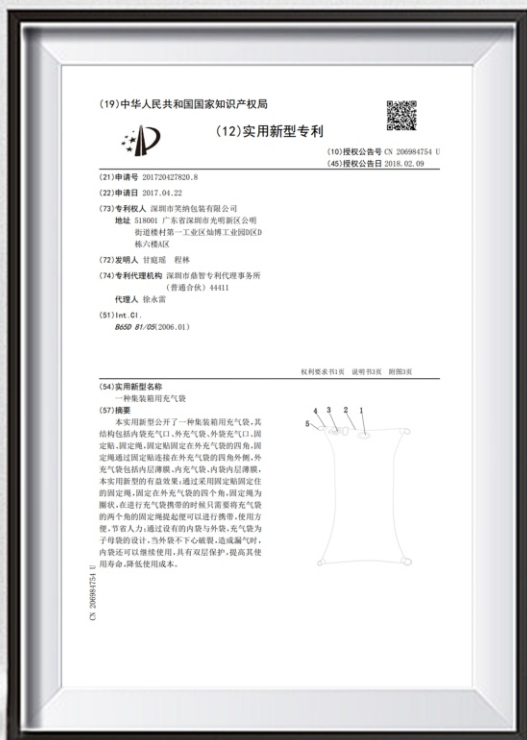 (19)中华人民共和国国家知识产权局
(12)实用新型专利
(10)授权公告号 CN 206984754 U
(45)授权公告日 2018.02.09
(21)申请号 201720427820.8
(22)申请日 2017.04.22
(73)专利权人 深圳市芙纳包装有限公司
地址 518001 广东省深圳市光明新区公明
街道楼村第一工业区灿博工业园D区D
栋六楼A区
(72)发明人 甘庭瑶 程林
(74)专利代理机构 深圳市鼎智专利代理事务所
(普通合伙) 44411
代理人 徐永雷
(51)Int.Cl.
B65D 81/05(2006.01)
权利要求书1页 说明书3页 附图3页
(54)实用新型名称
一种集装箱用充气袋
(57)摘要
本实用新型公开了一种集装箱用充气袋,其
结构包括内袋充气口、外充气袋、外袋充气口、固
定贴、固定绳,固定贴固定在外充气袋的四角,固
定绳通过固定贴连接在外充气袋的四角外侧,外
充气袋包括内层薄膜、内充气袋、内袋内层薄膜,
本实用新型的有益效果:通过采用固定贴固定住
的固定绳,固定在外充气袋的四个角,固定绳为
圈状,在进行充气袋携带的时候只需要将充气袋
的两个角的固定绳提起便可以进行携带,使用方
便,节省人力;通过设有的内袋与外袋,充气袋为
子母袋的设计,当外袋不下心破裂,造成漏气时,
内袋还可以继续使用,具有双层保护,提高其使
用寿命,降低使用成本。
5 4 3 2 1
CN 206984754 U